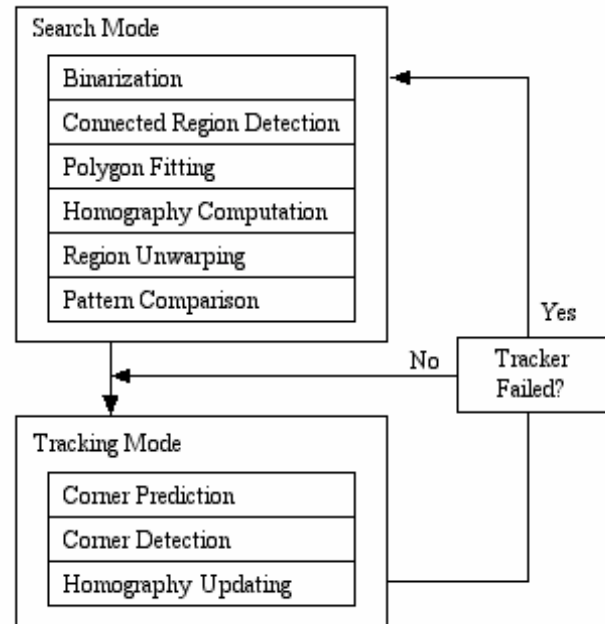 Search Mode
Binarization
Connected Region Detection
Polygon Fitting
Homography Computation
Region Unwarping
Pattern Comparison
Yes
No
Tracker
Failed?
Tracking Mode
Corner Prediction
Corner Detection
Homography Updating